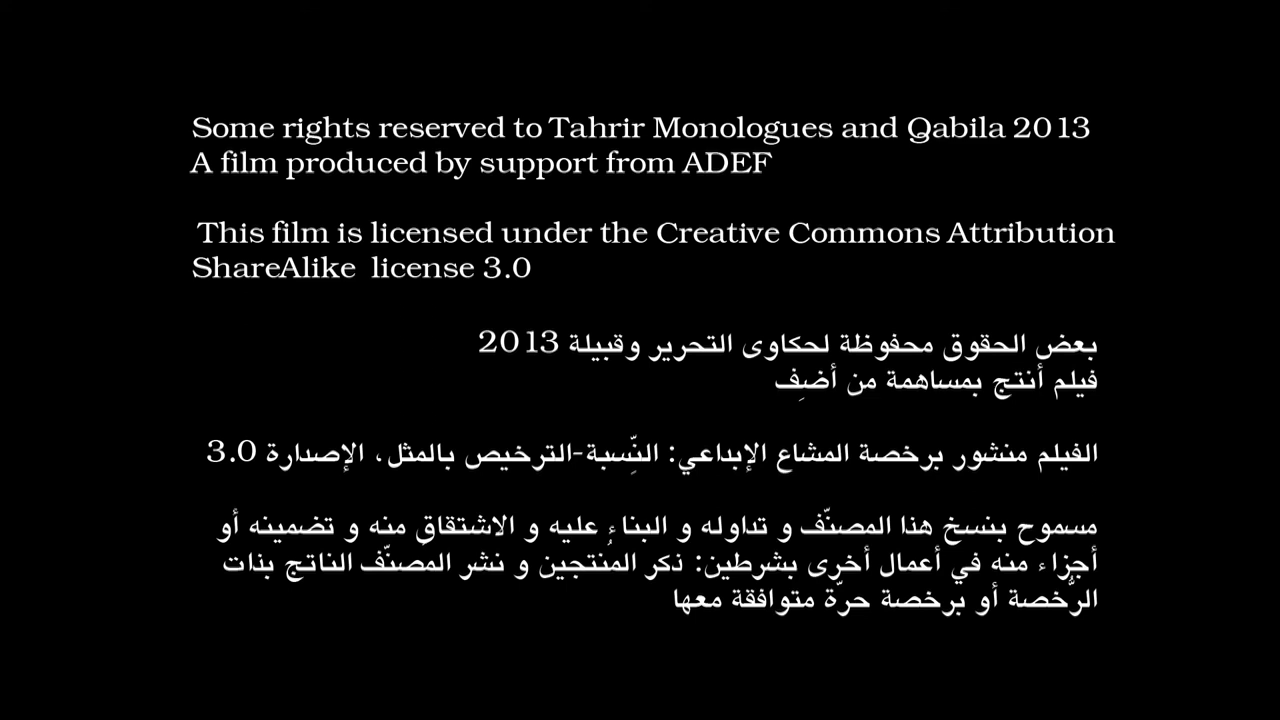 Some rights reserved to Tahrir Monologues and Qabila 2013
A film produced by support from ADEF
This film is licensed under the Creative Commons Attribution
ShareAlike license 3.0
بعض الحقوق محفوظة لحكاوى التحرير وقبيلة 2013
فيلم أنتج بمساهمة من أضِف
الفيلم منشور برخصة المشاع الإبداعي: النِّسبة-الترخيص بالمثل، الإصدارة 3.0
مسموح بنسخ هذا المصنّف و تداوله و البناءِ عليه و الاشتقاقِ منه و تضمينه أو
أجزاء منه في أعمال أخرى بشرطين: ذكر المُنتجين و نشر المصنّف الناتج بذات
الرُّخصة أو برخصة حرّة متوافقة معها